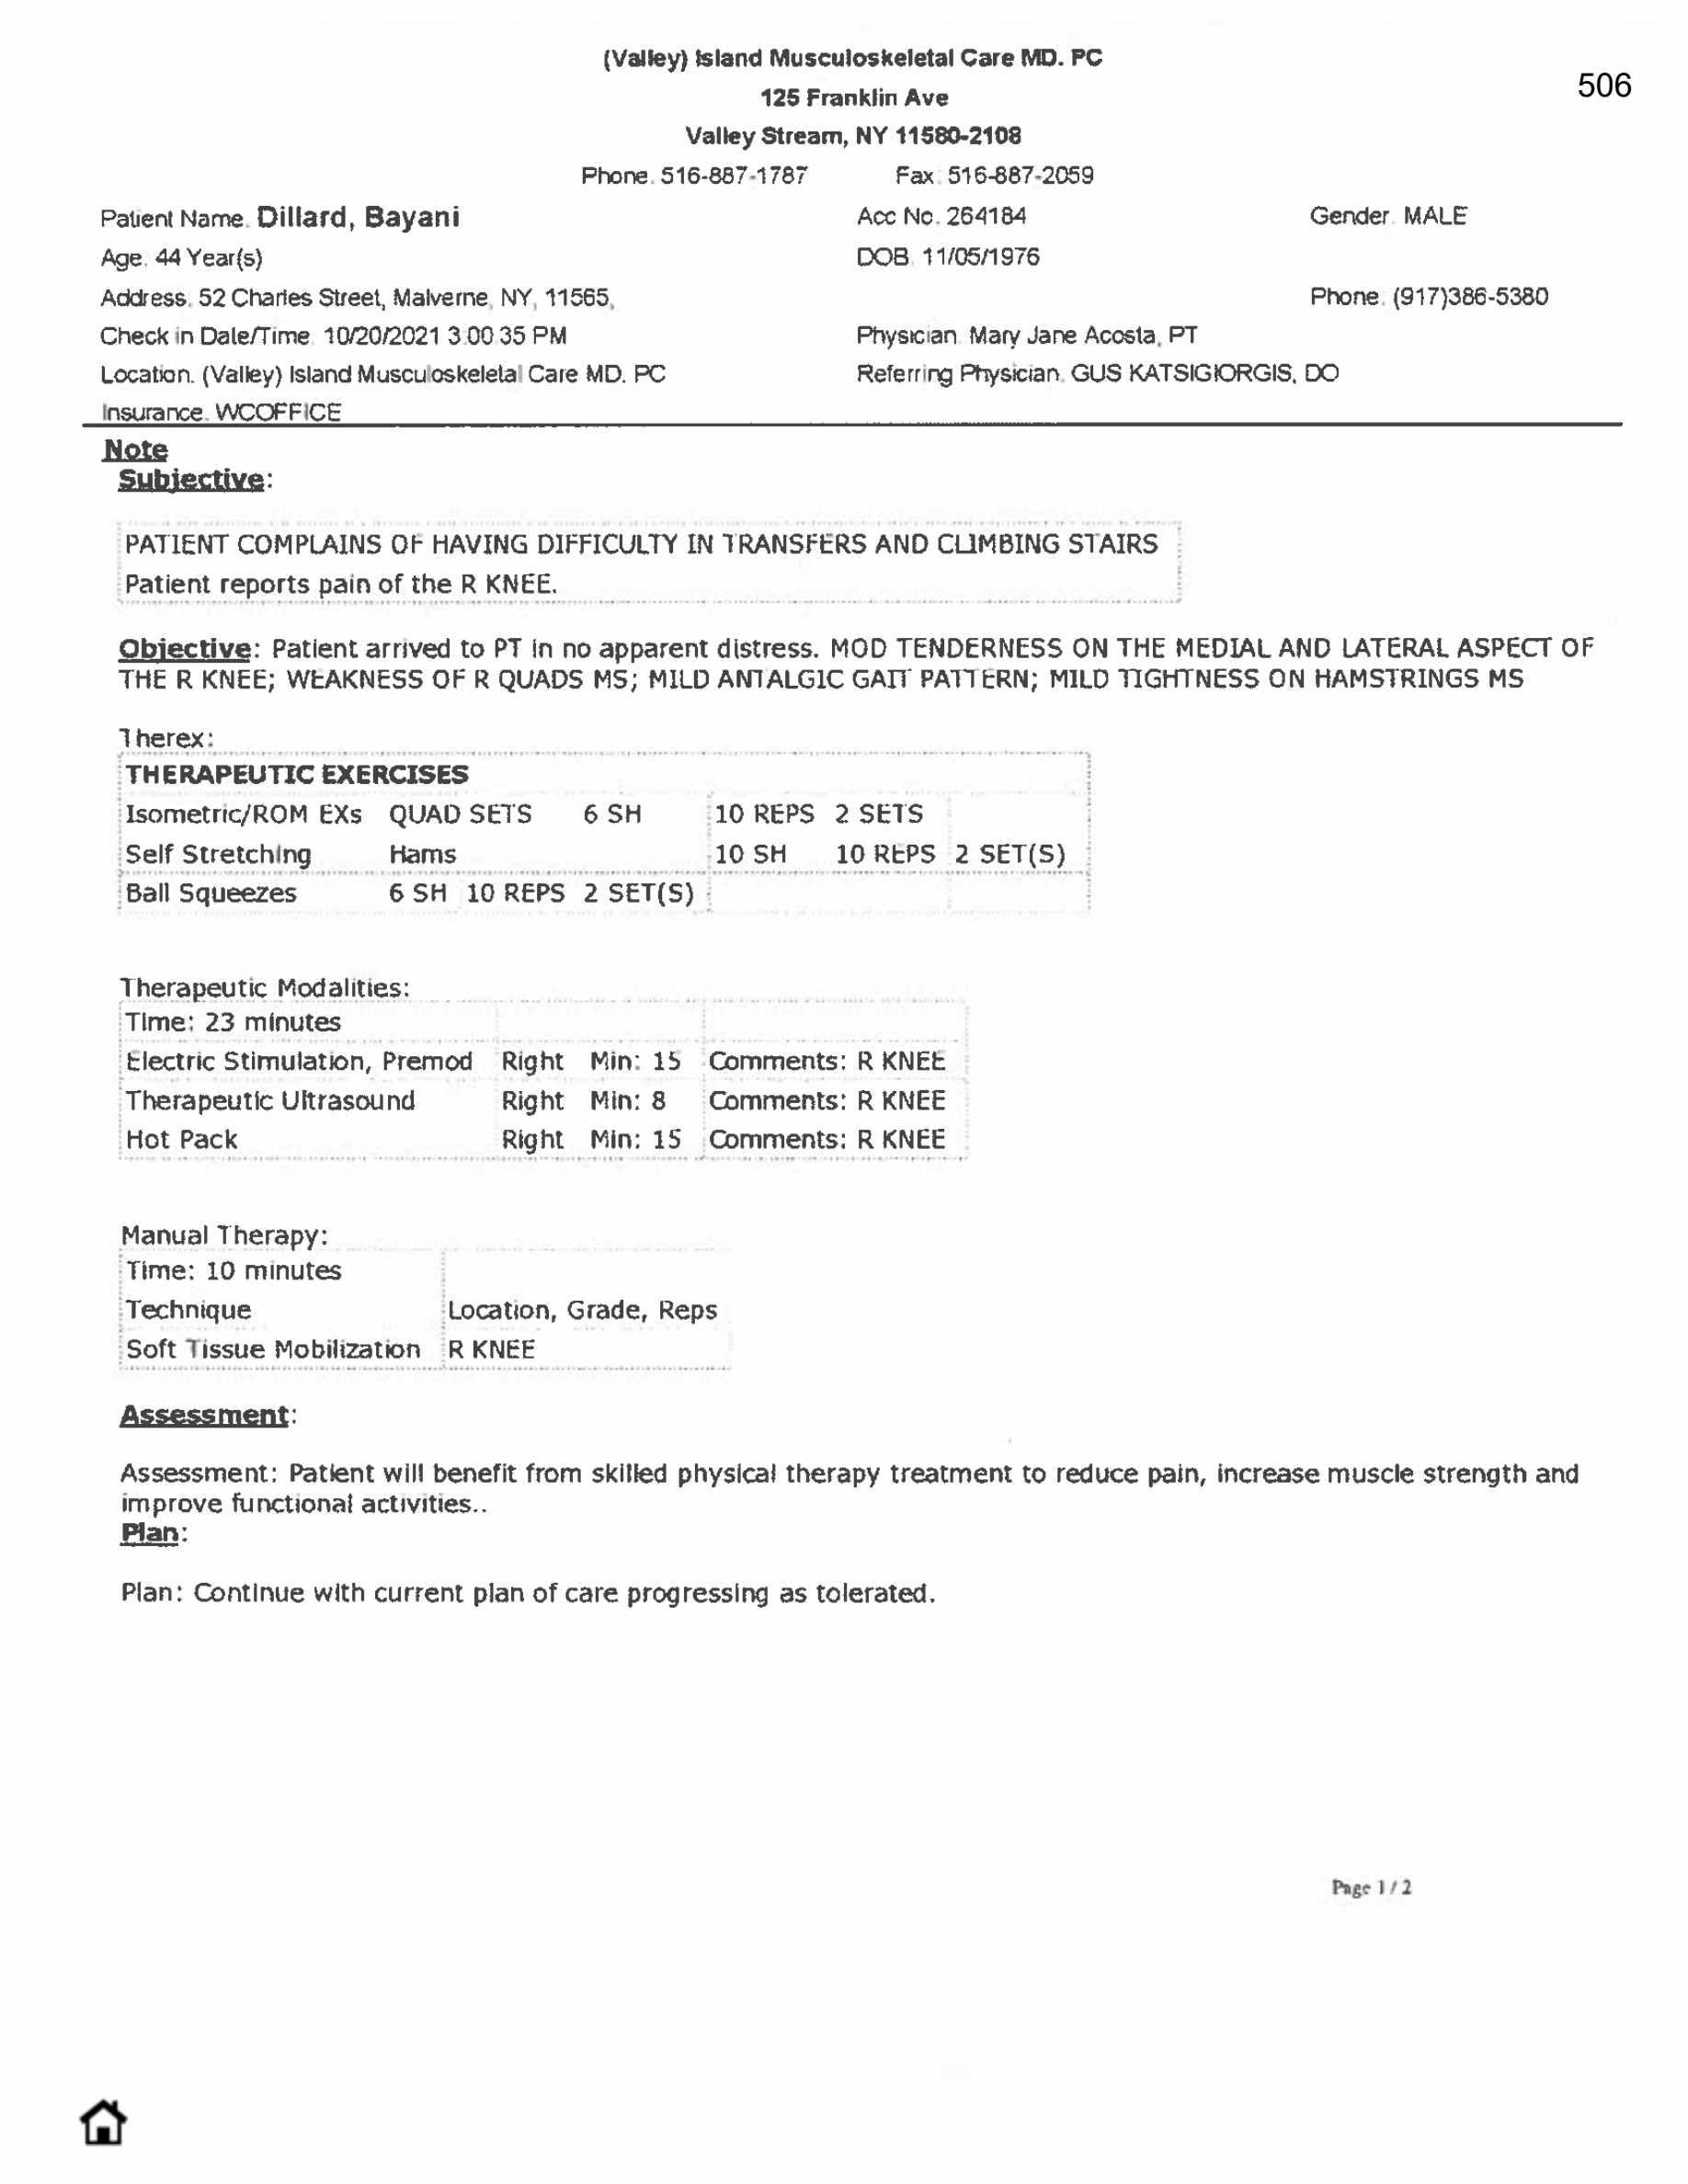 (Valley) Island Musculoskeletal Care MD. PC
506
125 Franklin Ave
Valley Stream, NY 11580-2108
Phone. 516-887-1787 Fax: 516-887-2059
Patient Name. Dillard, Bayani Acc No. 264184 Gender. MALE
Age. 44 Year(s) DOB. 11/05/1976
Address. 52 Charles Street, Malverne, NY, 11565, Phone: (917)386-5380
Check in Date/Time. 10/20/2021 3:00:35 PM Physician. Mary Jane Acosta, PT
Location. (Valley) Island Musculoskeletal Care MD. PC Referring Physician. GUS KATSIGIORGIS, DO
Insurance. WCOFFICE
Note
Subjective:
PATIENT COMPLAINS OF HAVING DIFFICULTY IN TRANSFERS AND CLIMBING STAIRS
Patient reports pain of the R KNEE.
Objective: Patient arrived to PT in no apparent distress. MOD TENDERNESS ON THE MEDIAL AND LATERAL ASPECT OF
THE R KNEE; WEAKNESS OF R QUADS MS; MILD ANTALGIC GAIT PATTERN; MILD TIGHTNESS ON HAMSTRINGS MS
Therex:
THERAPEUTIC EXERCISES
Isometric/ROM EXs QUAD SETS 6 SH 10 REPS 2 SETS
Self Stretching Hams 10 SH 10 REPS 2 SET(S)
Ball Squeezes 6 SH 10 REPS 2 SET(S)
Therapeutic Modalities:
Time: 23 minutes
Electric Stimulation, Premod Right Min: 15 Comments: R KNEE
Therapeutic Ultrasound Right Min: 8 Comments: R KNEE
Hot Pack Right Min: 15 Comments: R KNEE
Manual Therapy:
Time: 10 minutes
Technique Location, Grade, Reps
Soft Tissue Mobilization R KNEE
Assessment:
Assessment: Patient will benefit from skilled physical therapy treatment to reduce pain, increase muscle strength and
improve functional activities..
Plan:
Plan: Continue with current plan of care progressing as tolerated.
Page 1 / 2